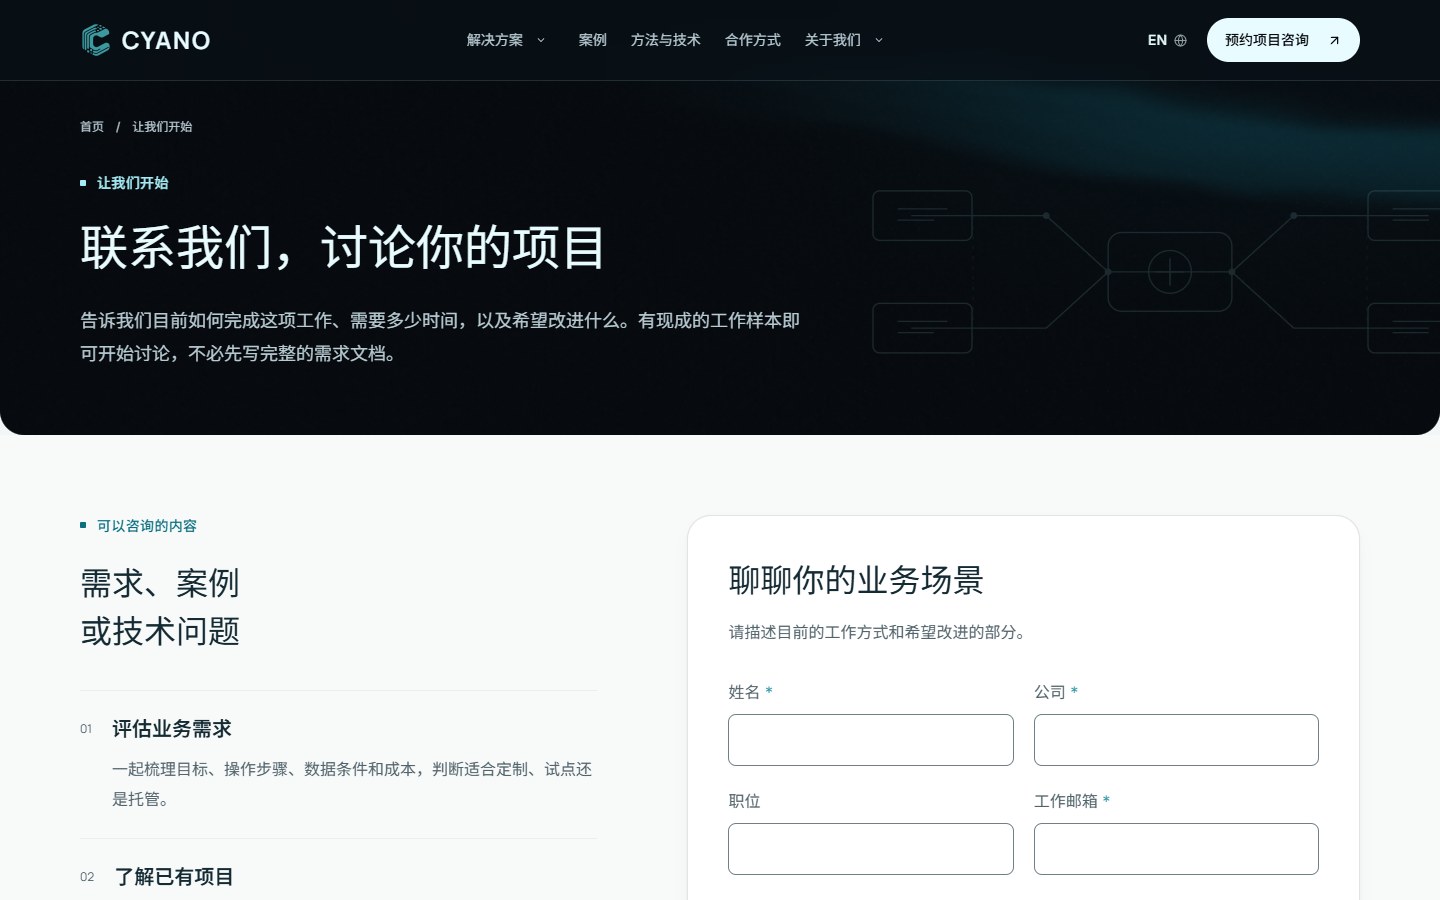 CYANO
解决方案
案例
方法与技术
合作方式
关于我们
EN
预约项目咨询
首页 / 让我们开始
让我们开始
联系我们，讨论你的项目
告诉我们目前如何完成这项工作、需要多少时间，以及希望改进什么。有现成的工作样本即
可开始讨论，不必先写完整的需求文档。
可以咨询的内容
需求、案例
或技术问题
01 评估业务需求
一起梳理目标、操作步骤、数据条件和成本，判断适合定制、试点还
是托管。
02 了解已有项目
聊聊你的业务场景
请描述目前的工作方式和希望改进的部分。
姓名 *
公司 *
职位
工作邮箱 *